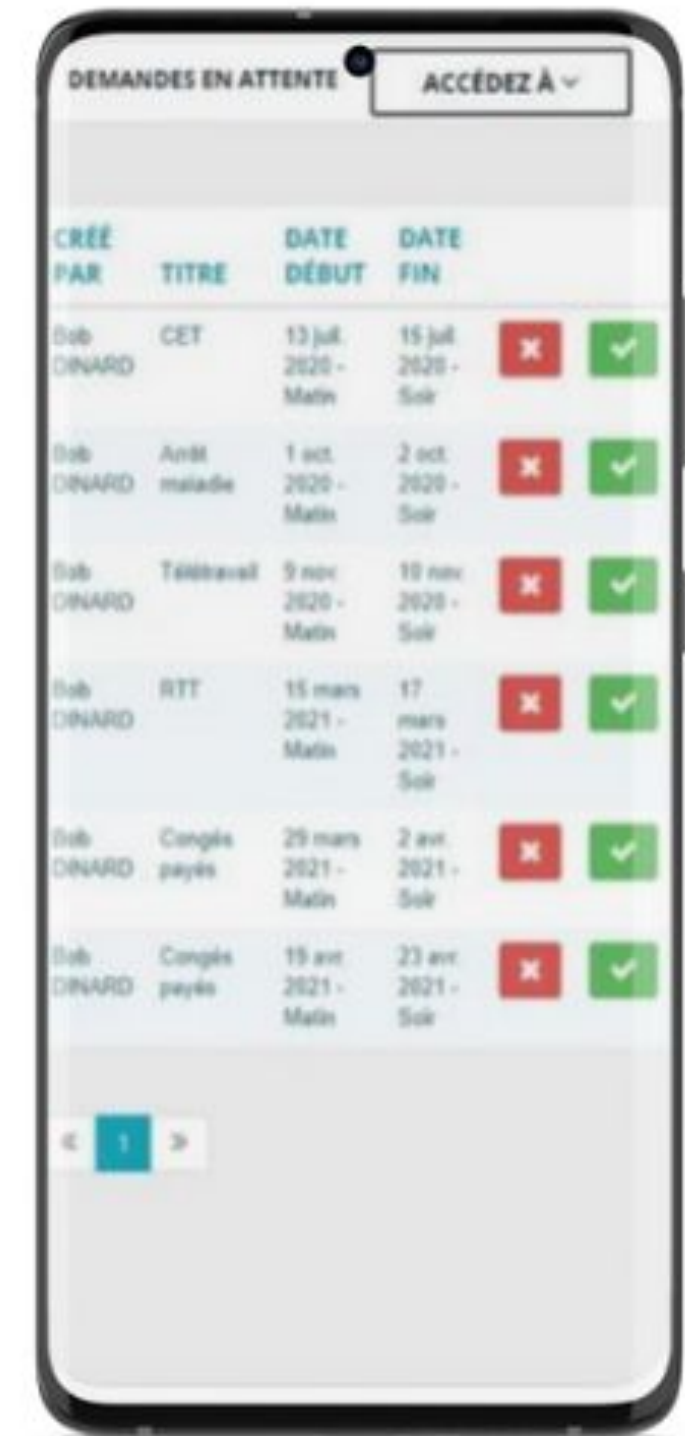 DEMANDES EN ATTENTE ACCÉDEZ À
CRÉÉ DATE DATE
PAR TITRE DÉBUT FIN
Bob CET 13 juil. 15 juil.
DINARD 2020 - 2020 -
Matin Soir
Bob Arrêt 1 oct. 2 oct.
DINARD maladie 2020 - 2020 -
Matin Soir
Bob Télétravail 9 nov. 10 nov.
DINARD 2020 - 2020 -
Matin Soir
Bob RTT 15 mars 17
DINARD 2021 - mars
Matin 2021 -
Soir
Bob Congés 29 mars 2 avr.
DINARD payés 2021 - 2021 -
Matin Soir
Bob Congés 19 avr. 23 avr.
DINARD payés 2021 - 2021 -
Matin Soir
« 1 »